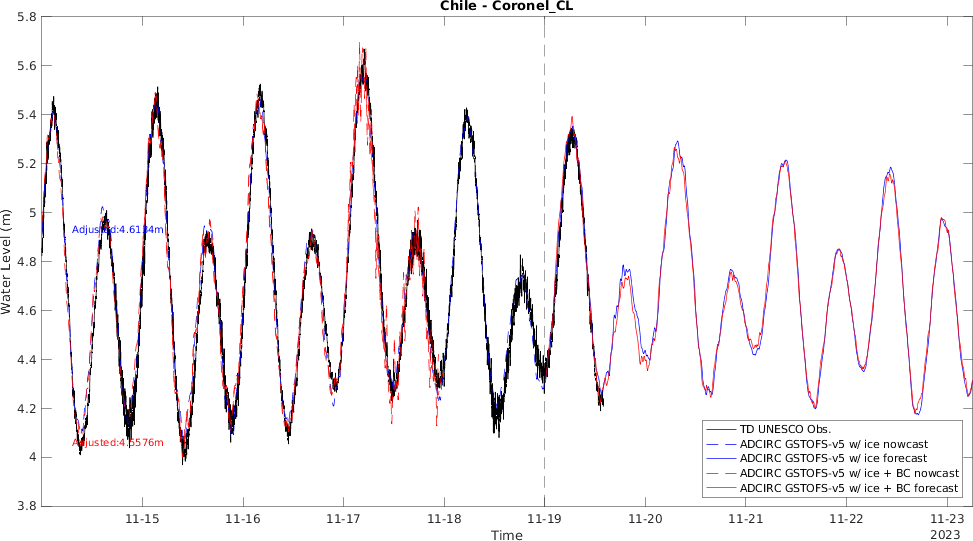 Chile - Coronel_CL
5.8
5.6
5.4
5.2
5
4.8
4.6
4.4
4.2
4
3.8
Water Level (m)
Adjusted:4.6134m
Adjusted:4.5576m
TD UNESCO Obs.
ADCIRC GSTOFS-v5 w/ ice nowcast
ADCIRC GSTOFS-v5 w/ ice forecast
ADCIRC GSTOFS-v5 w/ ice + BC nowcast
ADCIRC GSTOFS-v5 w/ ice + BC forecast
11-15 11-16 11-17 11-18 11-19 11-20 11-21 11-22 11-23
2023
Time